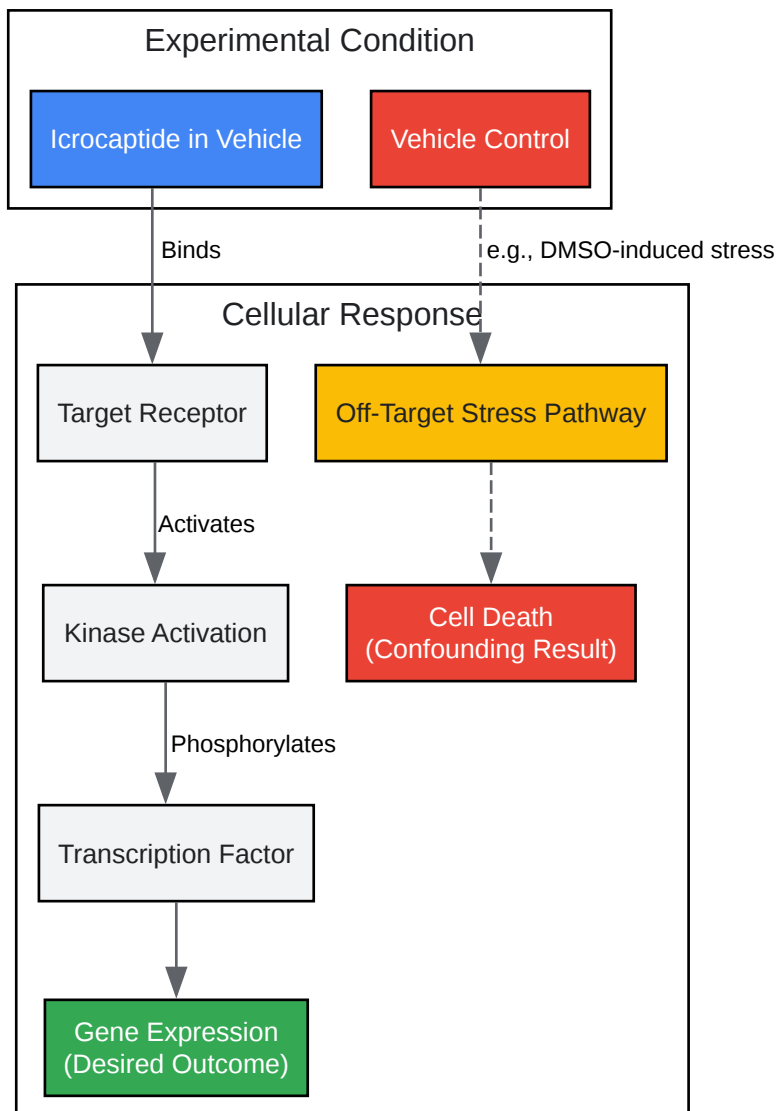 Experimental Condition
Icrocaptide in Vehicle
Vehicle Control
Binds
e.g., DMSO-induced stress
Cellular Response
Target Receptor
Off-Target Stress Pathway
Activates
Kinase Activation
Cell Death
(Confounding Result)
Phosphorylates
Transcription Factor
Gene Expression
(Desired Outcome)